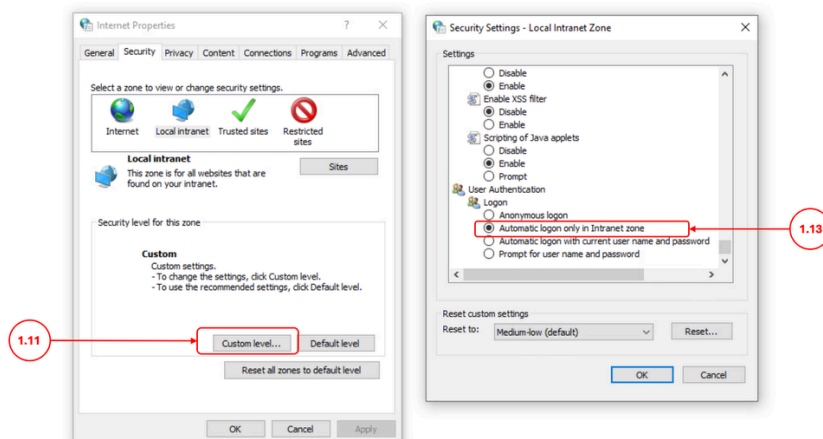 Internet Properties
General Security Privacy Content Connections Programs Advanced
Select a zone to view or change security settings.
Internet Local intranet Trusted sites Restricted sites
Local intranet
This zone is for all websites that are
found on your intranet.
Sites
Security level for this zone
Custom
Custom settings.
- To change the settings, click Custom level.
- To use the recommended settings, click Default level.
1.11
Custom level... Default level
Reset all zones to default level
OK Cancel Apply
Security Settings - Local Intranet Zone
Settings
Disable
Enable
Enable XSS filter
Disable
Enable
Scripting of Java applets
Disable
Enable
Prompt
User Authentication
Logon
Anonymous logon
Automatic logon only in Intranet zone
1.13
Automatic logon with current user name and password
Prompt for user name and password
Reset custom settings
Reset to: Medium-low (default) Reset...
OK Cancel